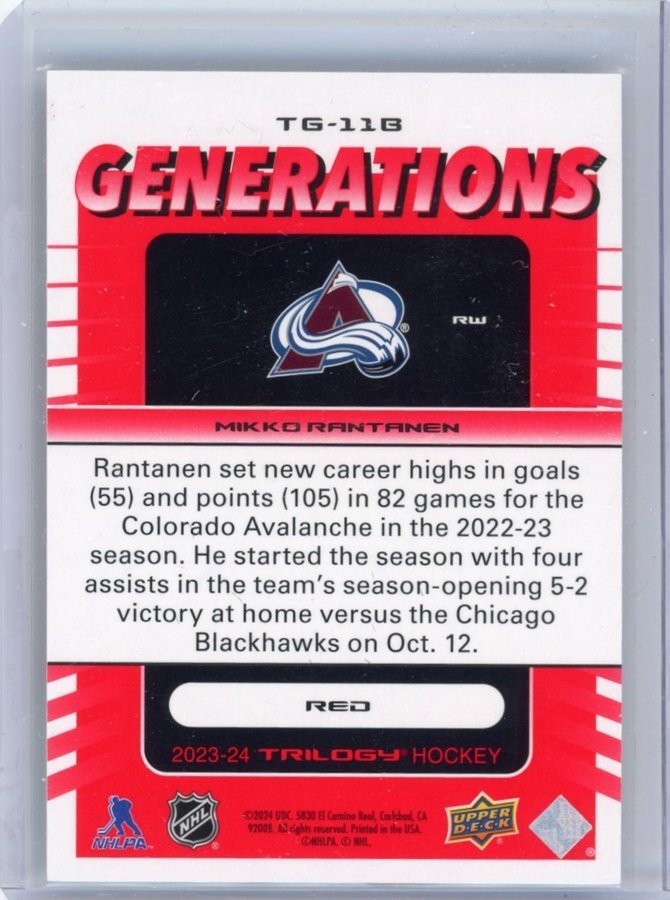 TG-11B
GENERATIONS
RW
MIKKO RANTANEN
Rantanen set new career highs in goals
(55) and points (105) in 82 games for the
Colorado Avalanche in the 2022-23
season. He started the season with four
assists in the team's season-opening 5-2
victory at home versus the Chicago
Blackhawks on Oct. 12.
RED
2023-24 TRILOGY® HOCKEY
©2024 UDC. 5830 El Camino Real, Carlsbad, CA
92008. All rights reserved. Printed in the USA.
©NHLPA. © NHL.
NHLPA
NHL
UPPER
D·E·C·K